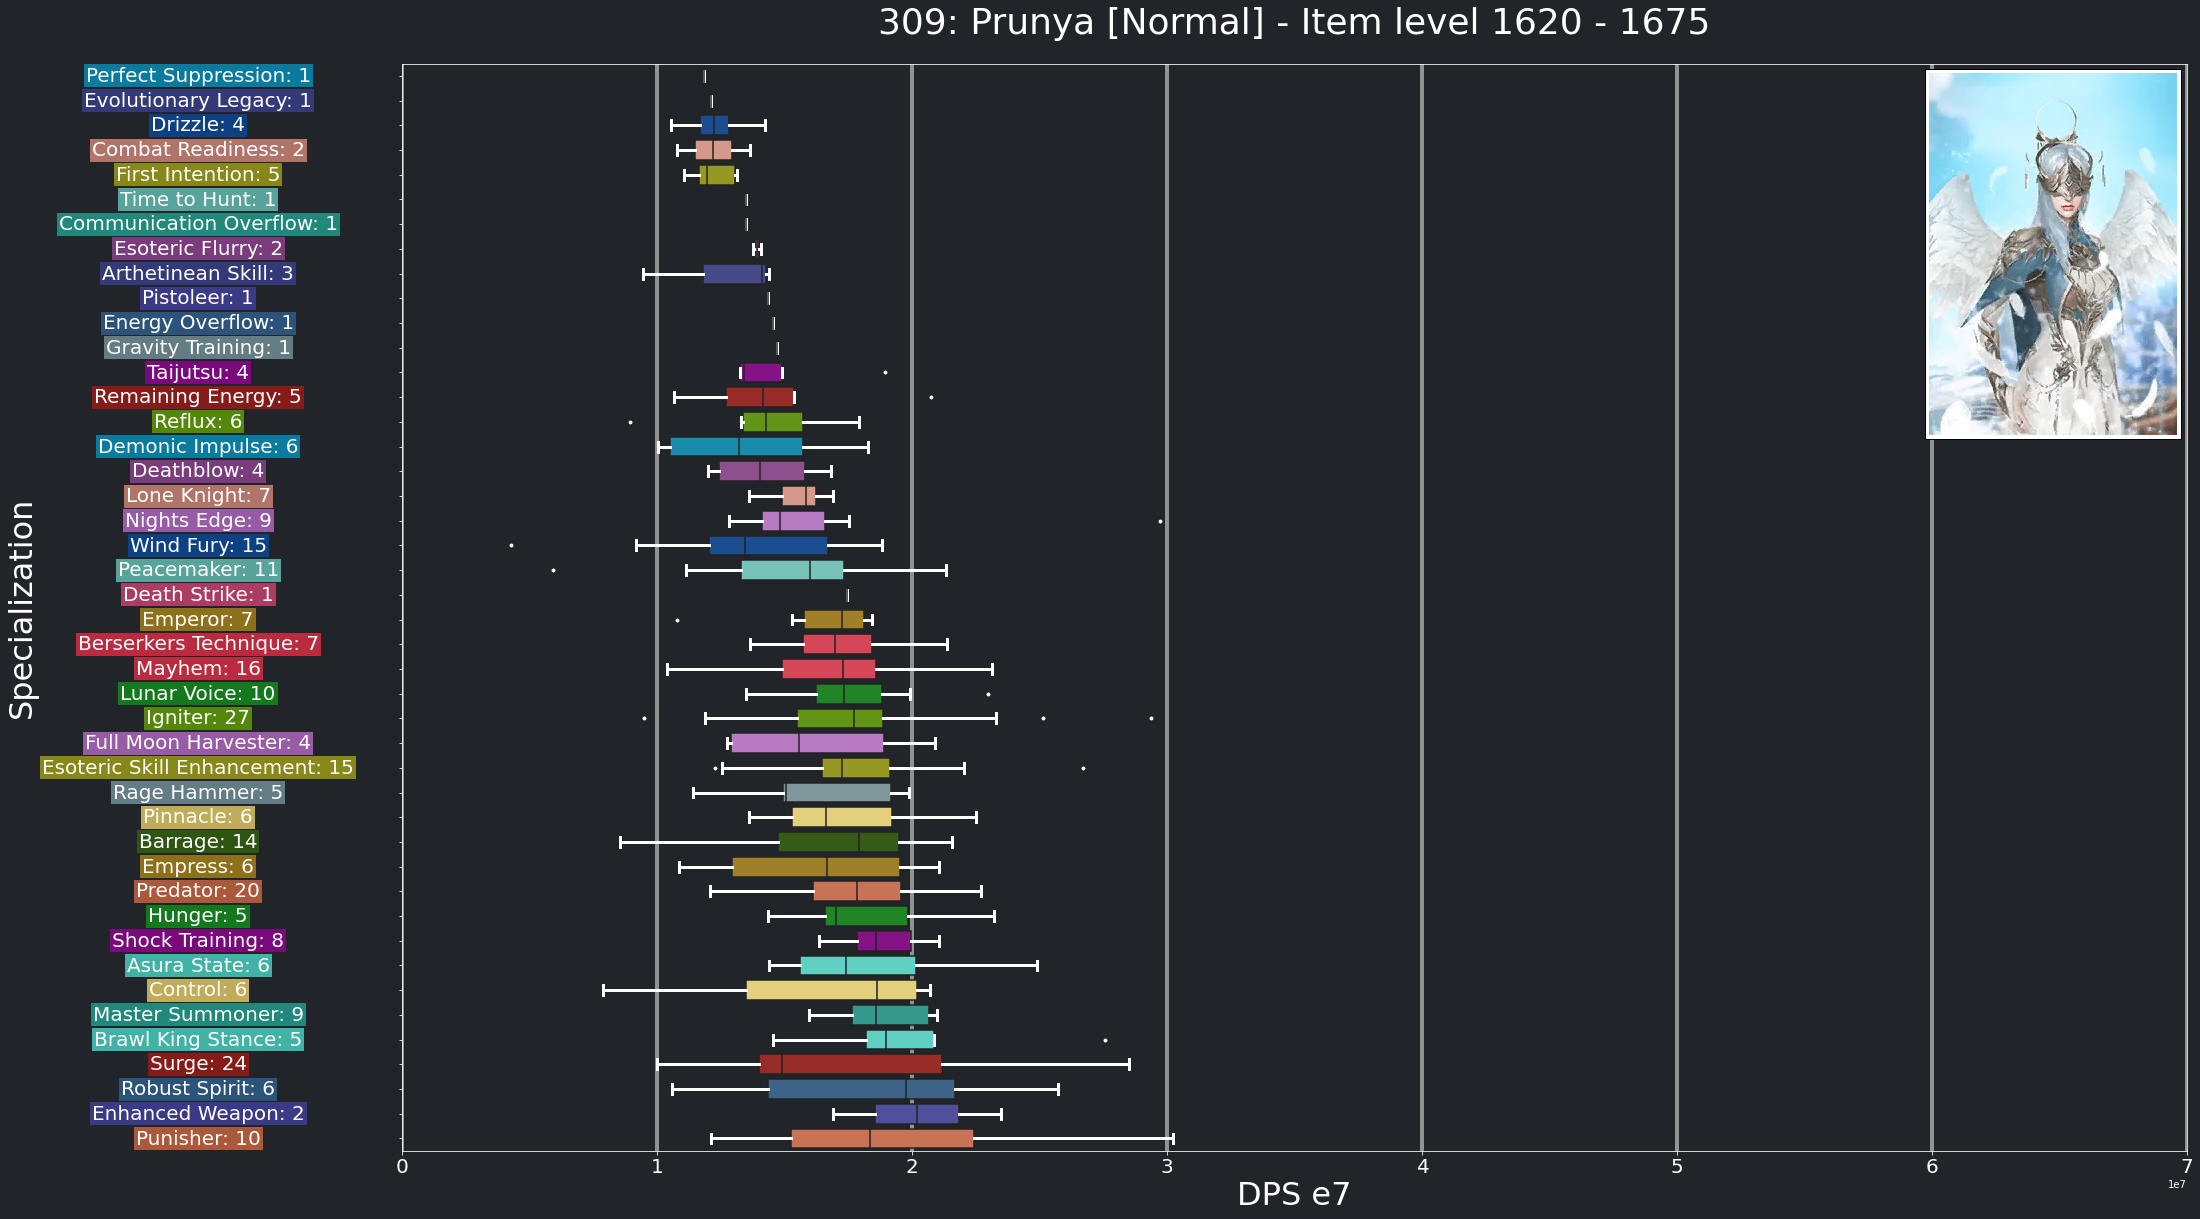 309: Prunya [Normal] - Item level 1620 - 1675
Perfect Suppression: 1
Evolutionary Legacy: 1
Drizzle: 4
Combat Readiness: 2
First Intention: 5
Time to Hunt: 1
Communication Overflow: 1
Esoteric Flurry: 2
Arthetinean Skill: 3
Pistoleer: 1
Energy Overflow: 1
Gravity Training: 1
Taijutsu: 4
Remaining Energy: 5
Reflux: 6
Demonic Impulse: 6
Deathblow: 4
Lone Knight: 7
Nights Edge: 9
Wind Fury: 15
Peacemaker: 11
Death Strike: 1
Emperor: 7
Berserkers Technique: 7
Mayhem: 16
Lunar Voice: 10
Igniter: 27
Full Moon Harvester: 4
Esoteric Skill Enhancement: 15
Rage Hammer: 5
Pinnacle: 6
Barrage: 14
Empress: 6
Predator: 20
Hunger: 5
Shock Training: 8
Asura State: 6
Control: 6
Master Summoner: 9
Brawl King Stance: 5
Surge: 24
Robust Spirit: 6
Enhanced Weapon: 2
Punisher: 10
Specialization
0 1 2 3 4 5 6 7
DPS e7
1e7